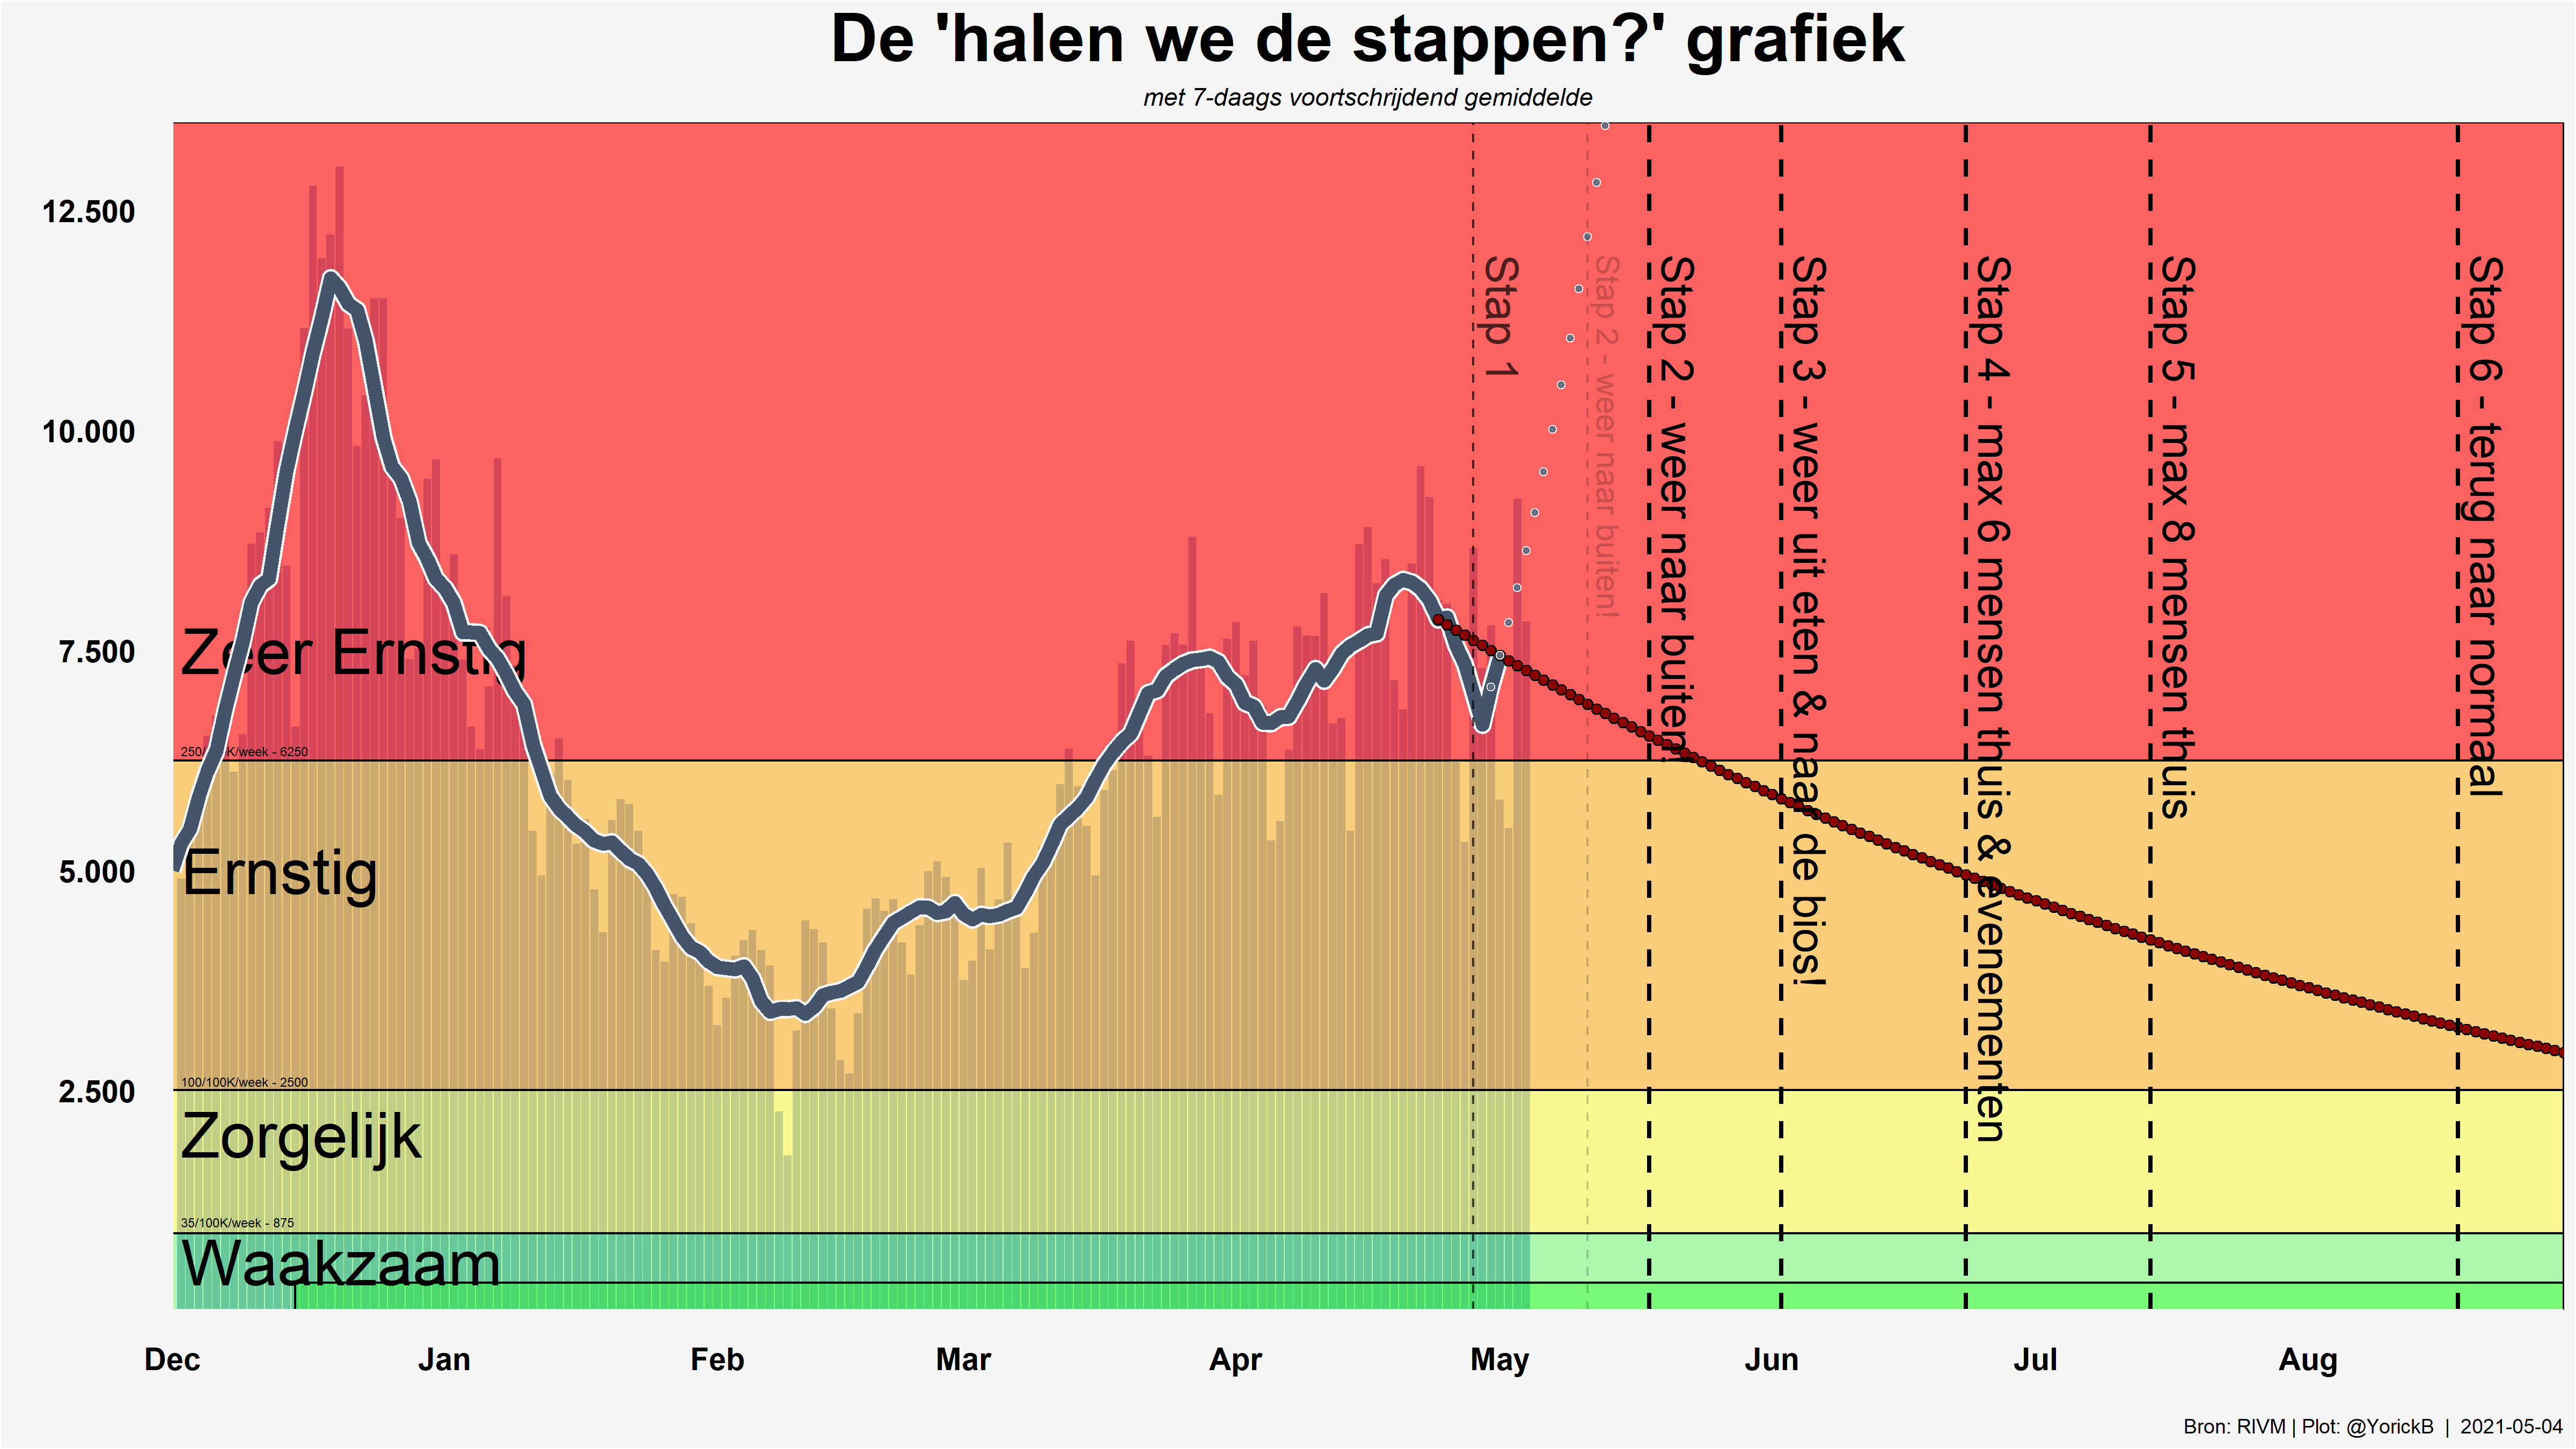 De 'halen we de stappen?' grafiek
met 7-daags voortschrijdend gemiddelde
12.500
10.000
7.500
5.000
2.500
Zeer Ernstig
250/100K/week - 6250
Ernstig
100/100K/week - 2500
Zorgelijk
35/100K/week - 875
Waakzaam
Stap 1
Stap 2 - weer naar buiten!
Stap 2 - weer naar buiten!
Stap 3 - weer uit eten & naar de bios!
Stap 4 - max 6 mensen thuis & evenementen
Stap 5 - max 8 mensen thuis
Stap 6 - terug naar normaal
Dec
Jan
Feb
Mar
Apr
May
Jun
Jul
Aug
Bron: RIVM | Plot: @YorickB | 2021-05-04